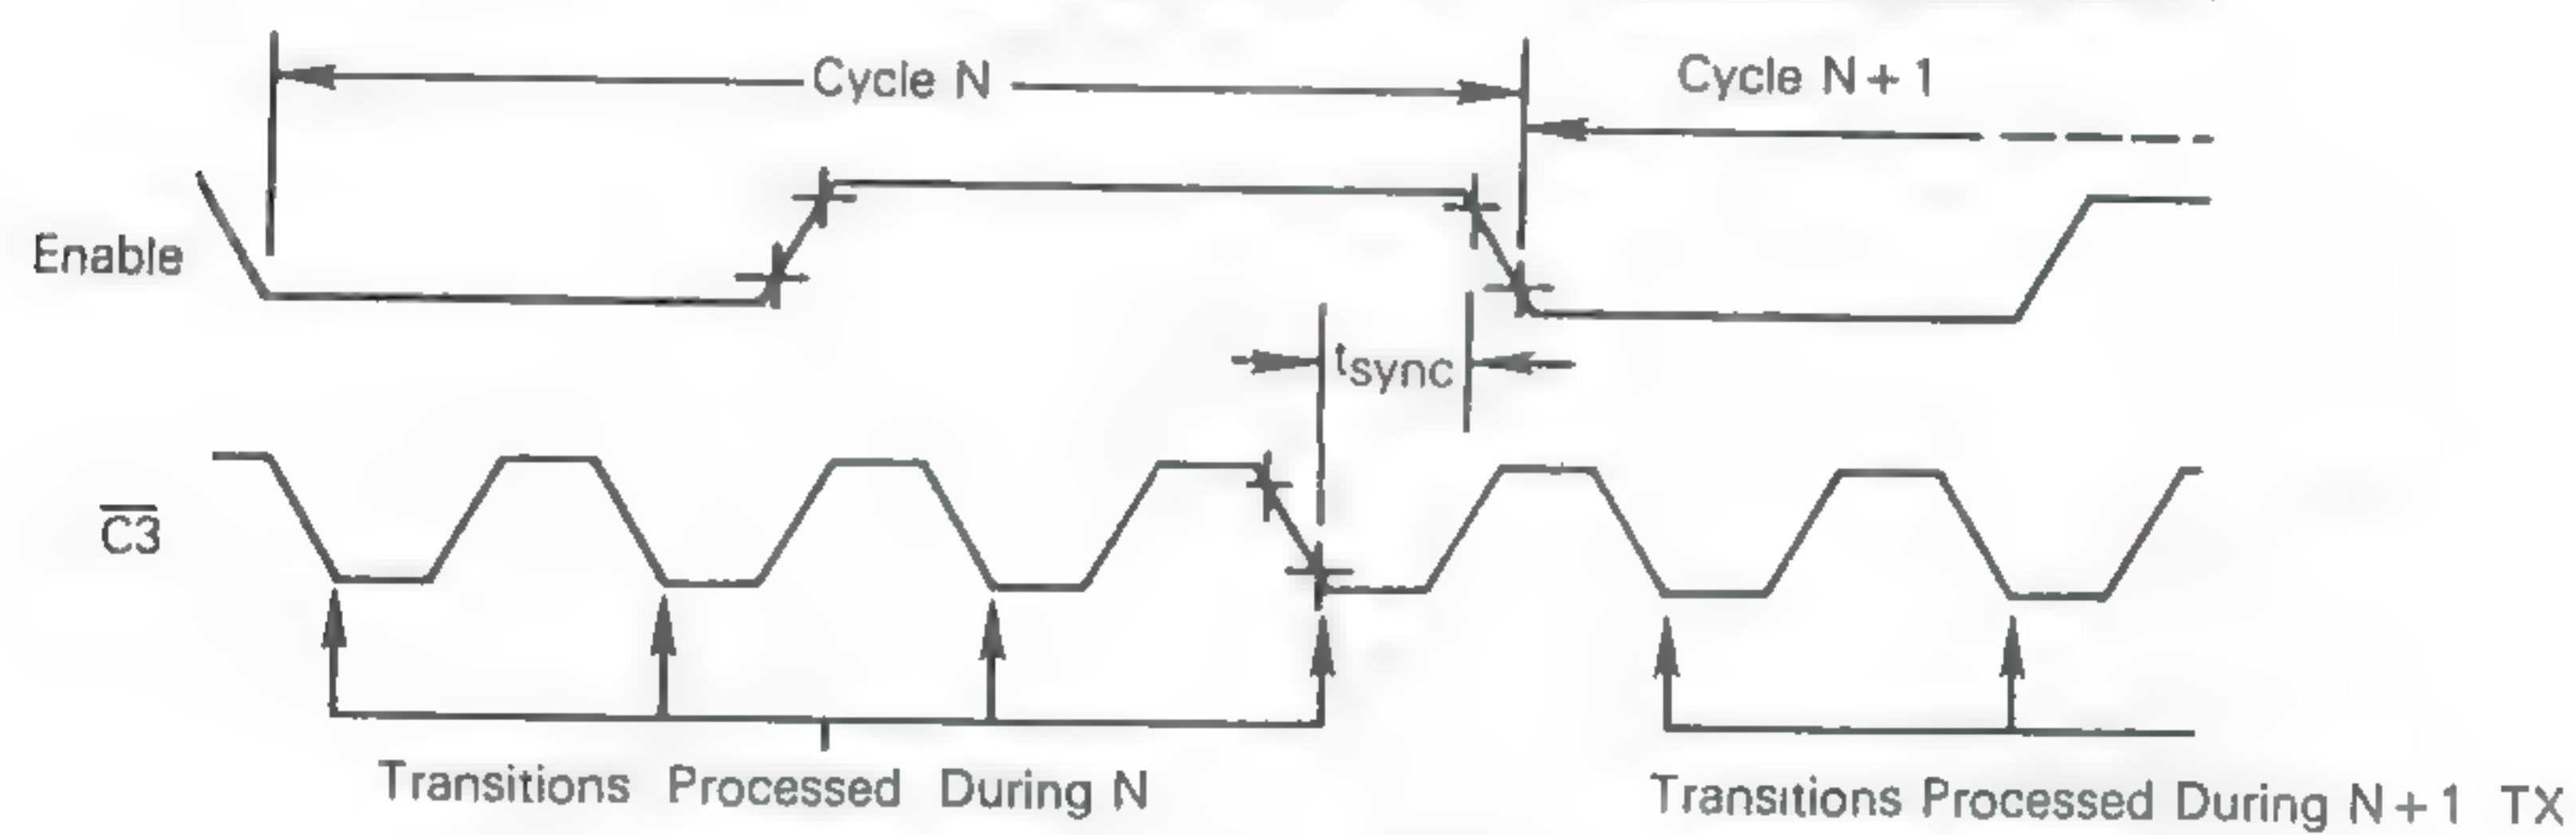 Cycle N
Cycle N + 1
Enable
tsync
C3
Transitions Processed During N
Transitions Processed During N + 1 TX